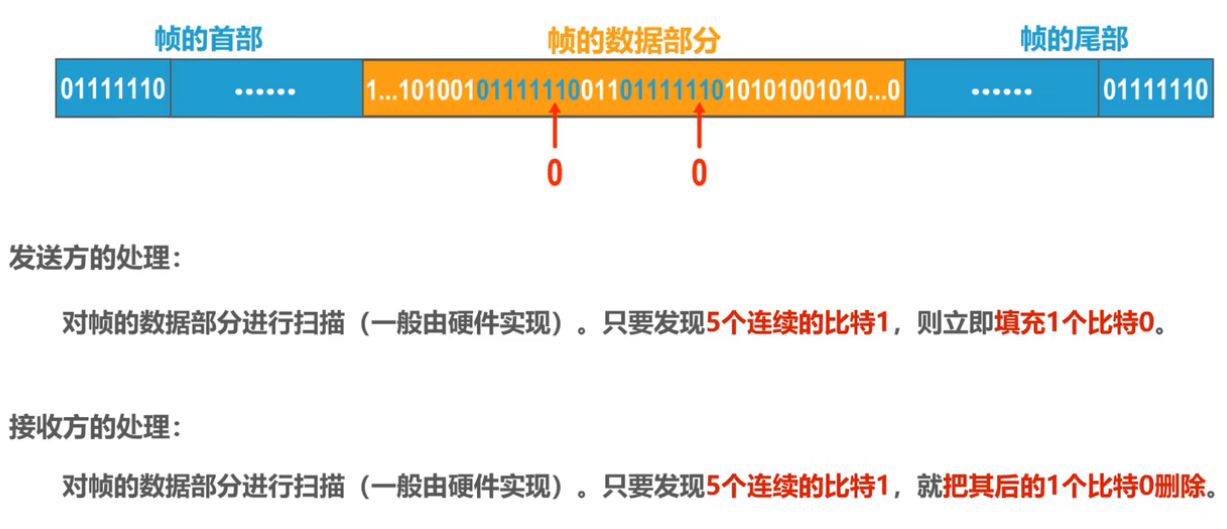 帧的首部 帧的数据部分 帧的尾部
01111110 …… 1...101001011111100110111111010101001010...0 …… 01111110
0 0
发送方的处理：
对帧的数据部分进行扫描（一般由硬件实现）。只要发现5个连续的比特1，则立即填充1个比特0。
接收方的处理：
对帧的数据部分进行扫描（一般由硬件实现）。只要发现5个连续的比特1，就把其后的1个比特0删除。